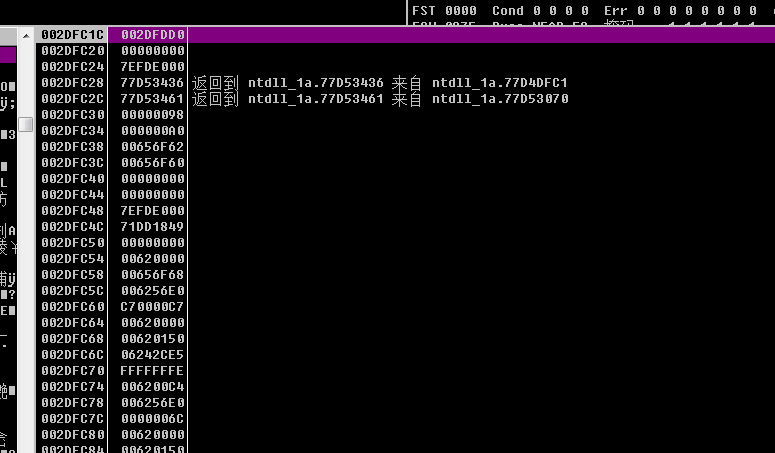 FST 0000 Cond 0 0 0 0 Err 0 0 0 0 0 0 0 0
002DFC1C 002DFDD0
002DFC20 00000000
002DFC24 7EFDE000
002DFC28 77D53436 返回到 ntdll_1a.77D53436 来自 ntdll_1a.77D4DFC1
002DFC2C 77D53461 返回到 ntdll_1a.77D53461 来自 ntdll_1a.77D53070
002DFC30 00000098
002DFC34 000000A0
002DFC38 00656F62
002DFC3C 00656F60
002DFC40 00000000
002DFC44 00000000
002DFC48 7EFDE000
002DFC4C 71DD1849
002DFC50 00000000
002DFC54 00620000
002DFC58 00656F68
002DFC5C 006256E0
002DFC60 C70000C7
002DFC64 00620000
002DFC68 00620150
002DFC6C 06242CE5
002DFC70 FFFFFFFE
002DFC74 006200C4
002DFC78 006256E0
002DFC7C 0000006C
002DFC80 00620000
002DFC84 00620150